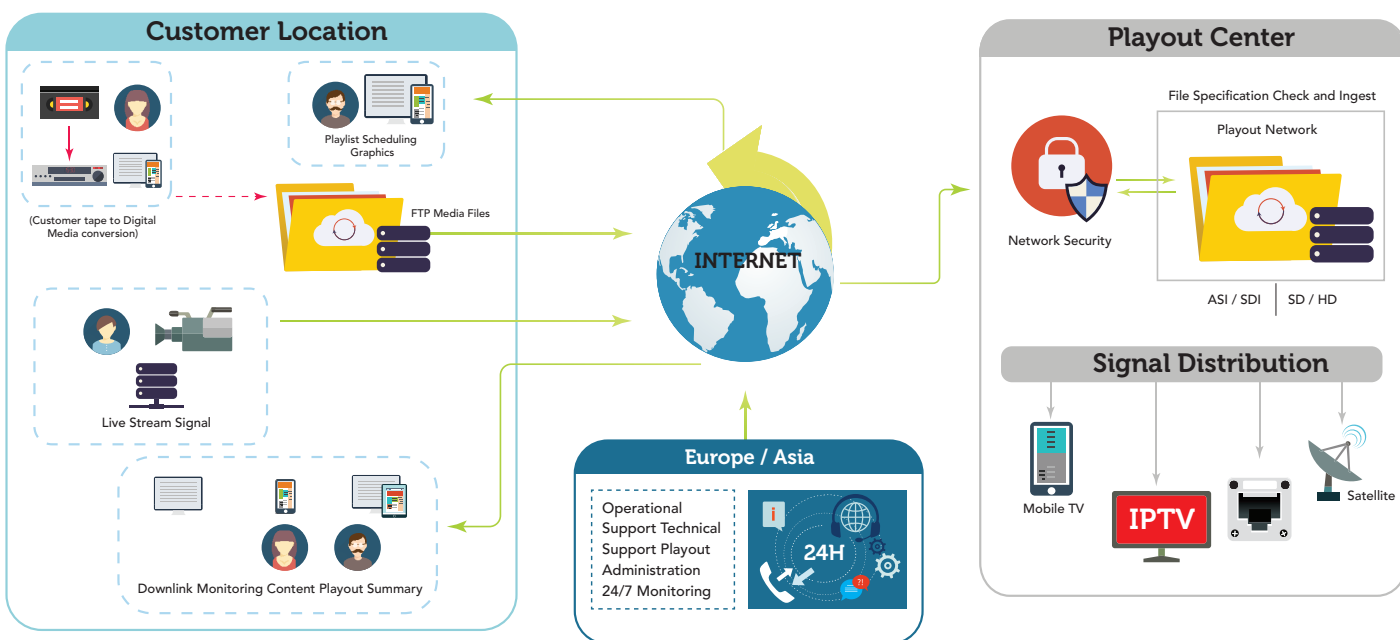 Customer Location
Playlist Scheduling
Graphics
(Customer tape to Digital
Media conversion)
FTP Media Files
Live Stream Signal
Downlink Monitoring Content Playout Summary
INTERNET
Europe / Asia
Operational
Support Technical
Support Playout
Administration
24/7 Monitoring
i
24H
?!
Playout Center
File Specification Check and Ingest
Playout Network
Network Security
ASI / SDI
SD / HD
Signal Distribution
Mobile TV
IPTV
Satellite